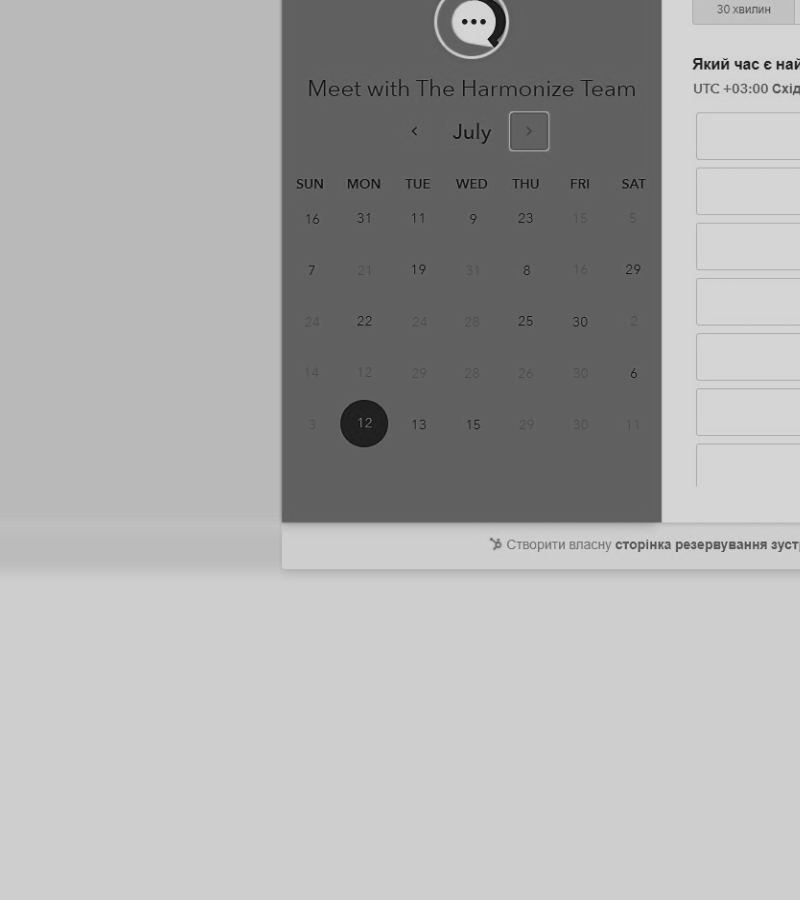 30 хвилин
Meet with The Harmonize Team
Який час є най
UTC +03:00 Схід
July
SUN MON TUE WED THU FRI SAT
16 31 11 9 23 15 5
7 21 19 31 8 16 29
24 22 24 28 25 30 2
14 12 29 28 26 30 6
3 12 13 15 29 30 11
Створити власну сторінка резервування зуст